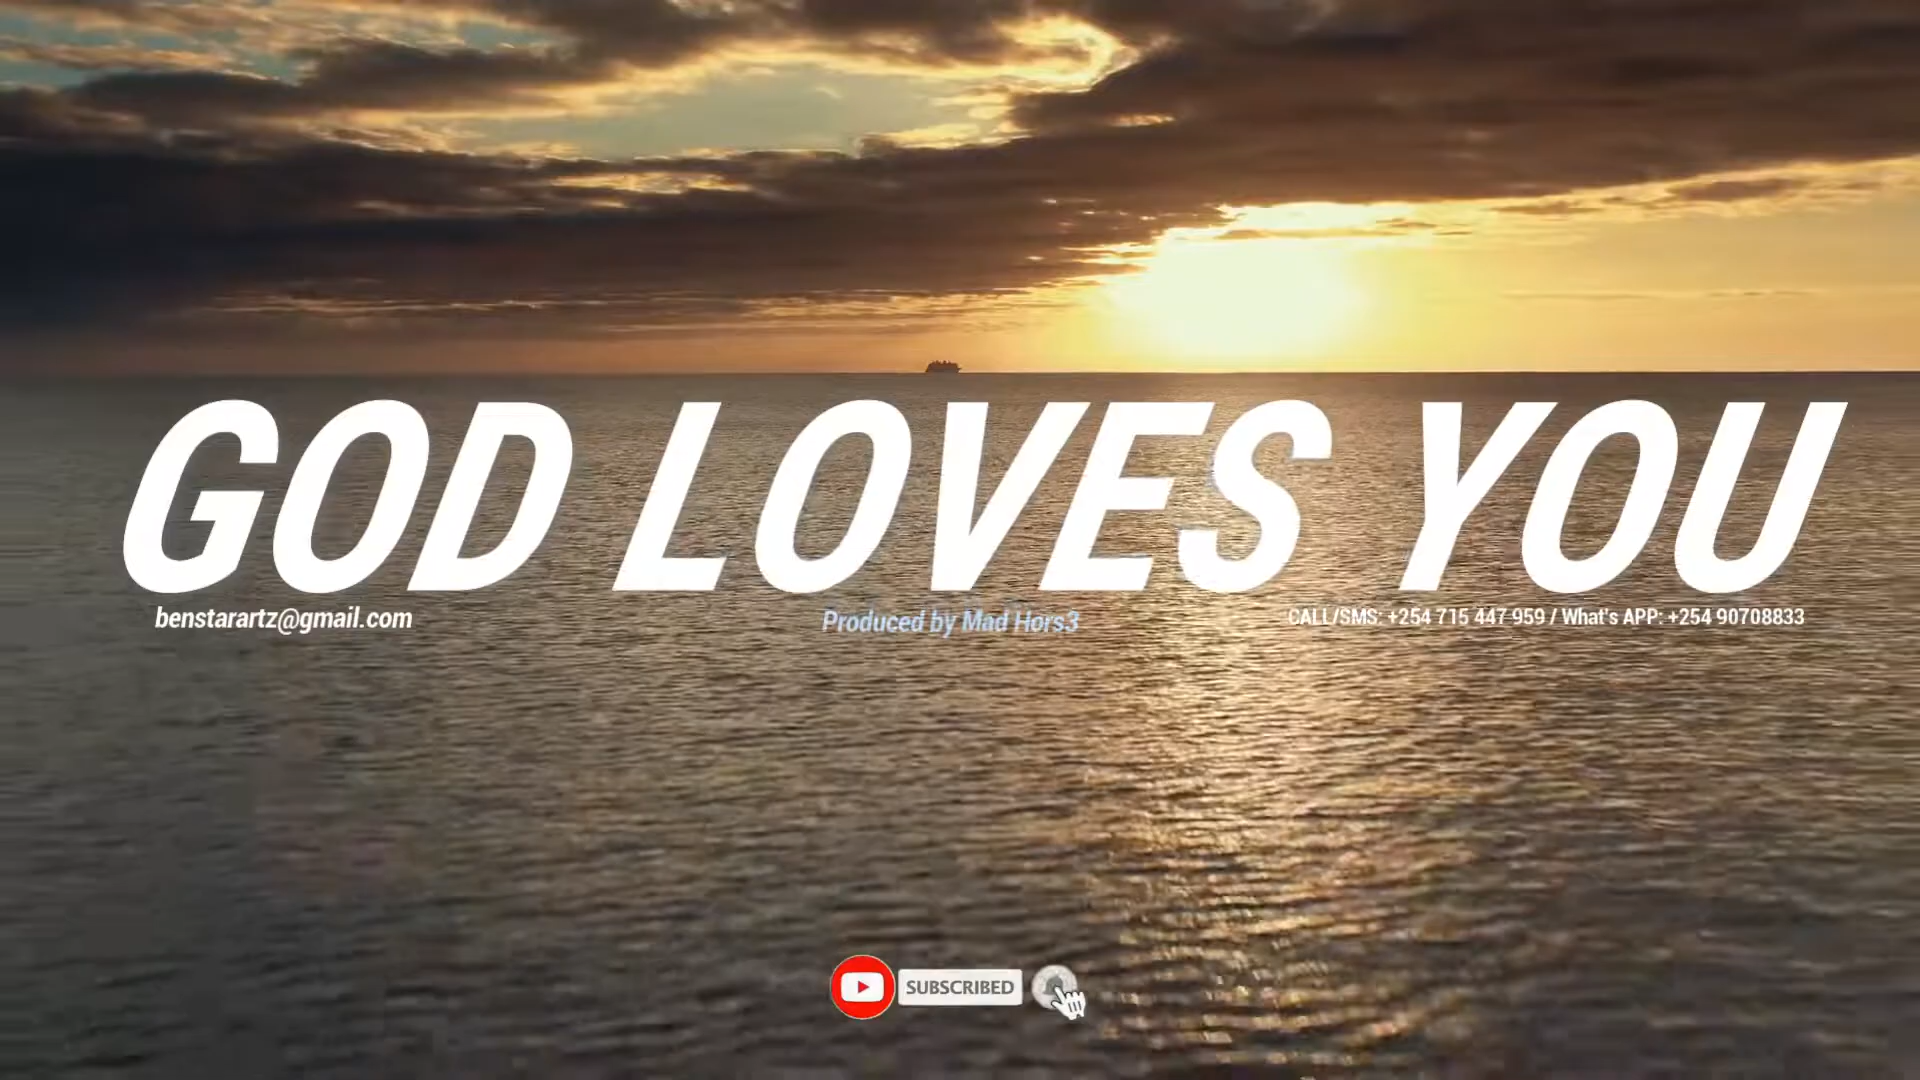 GOD LOVES YOU
benstarartz@gmail.com
Produced by Mad Hors3
CALL/SMS: +254 715 447 959 / What's APP: +254 90708833
SUBSCRIBED